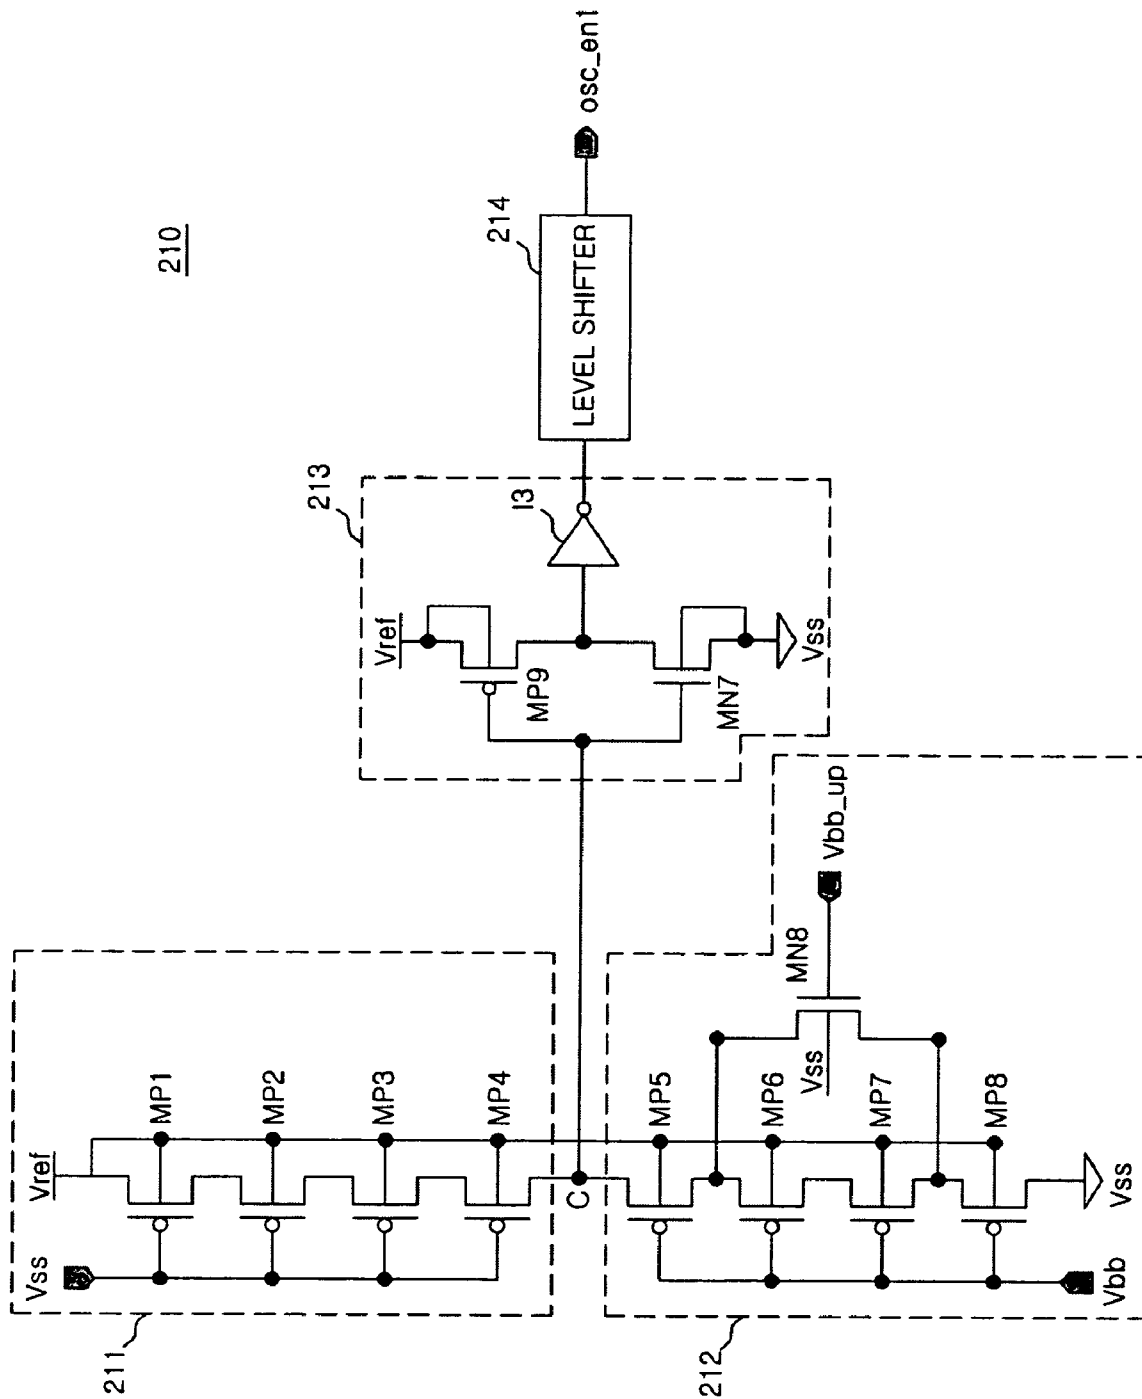 210
211
Vss
Vref
MP1
MP2
MP3
MP4
C
212
Vbb
MP5
MP6
MP7
MP8
Vss
Vss
MN8
Vbb_up
213
Vref
MP9
MN7
Vss
I3
214
LEVEL SHIFTER
osc_en1